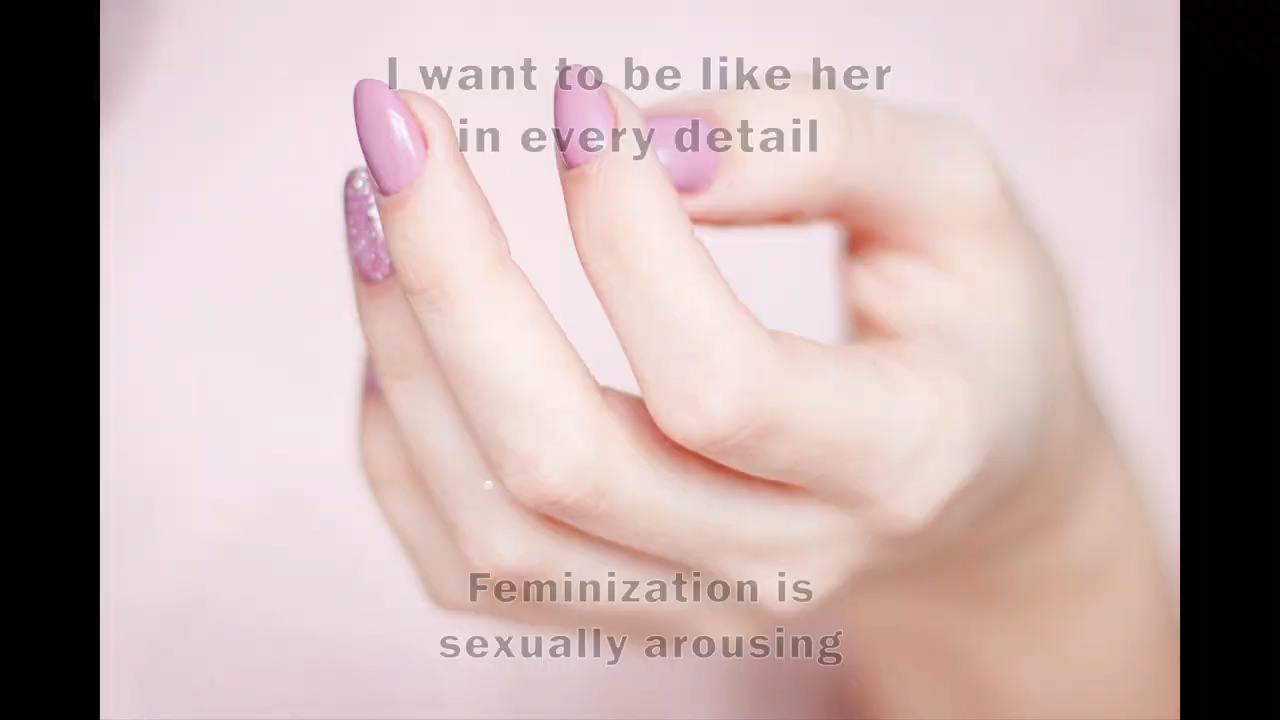 I want to be like her
in every detail
Feminization is
sexually arousing